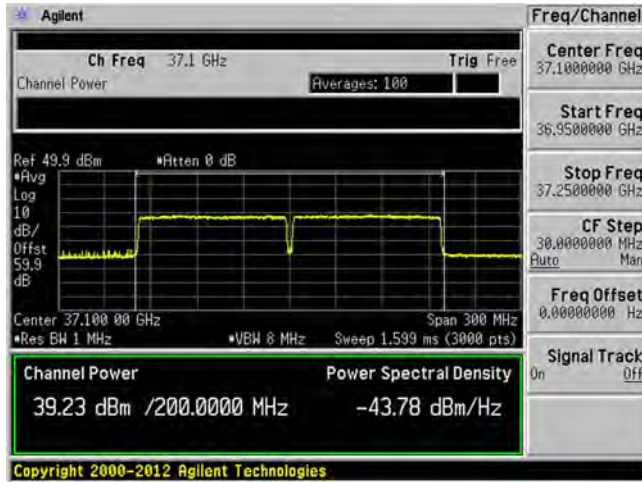 Agilent
Freq/Channel
Ch Freq 37.1 GHz Trig Free
Channel Power Averages: 100
Center Freq
37.1000000 GHz
Start Freq
36.9500000 GHz
Stop Freq
37.2500000 GHz
CF Step
30.0000000 MHz
Auto Man
Freq Offset
0.00000000 Hz
Signal Track
On Off
Ref 49.9 dBm *Atten 0 dB
*Avg
Log
10
dB/
Offst
59.9
dB
Center 37.100 00 GHz Span 300 MHz
*Res BW 1 MHz *VBW 8 MHz Sweep 1.599 ms (3000 pts)
Channel Power Power Spectral Density
39.23 dBm /200.0000 MHz -43.78 dBm/Hz
Copyright 2000-2012 Agilent Technologies